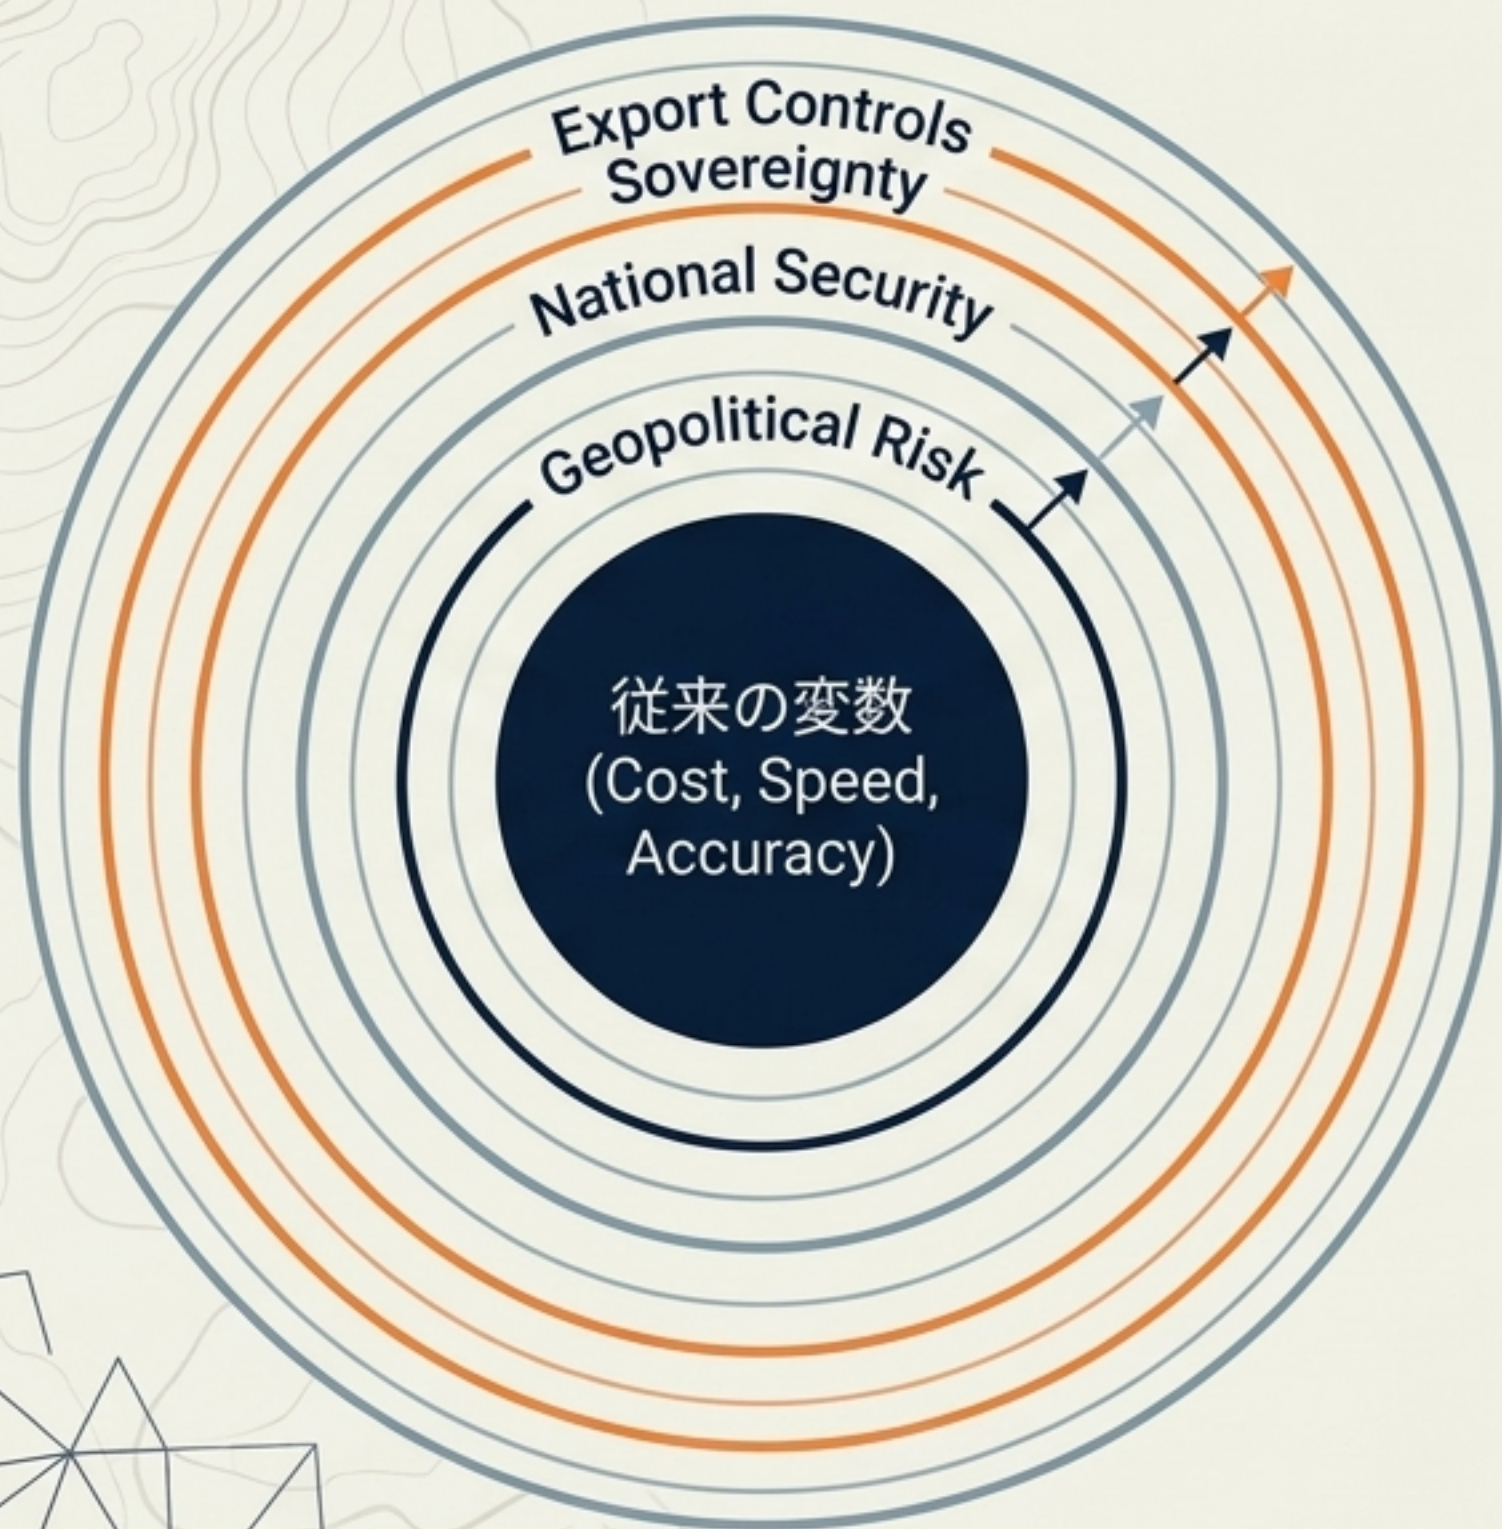 Export Controls
Sovereignty
National Security
Geopolitical Risk
従来の変数
(Cost, Speed,
Accuracy)